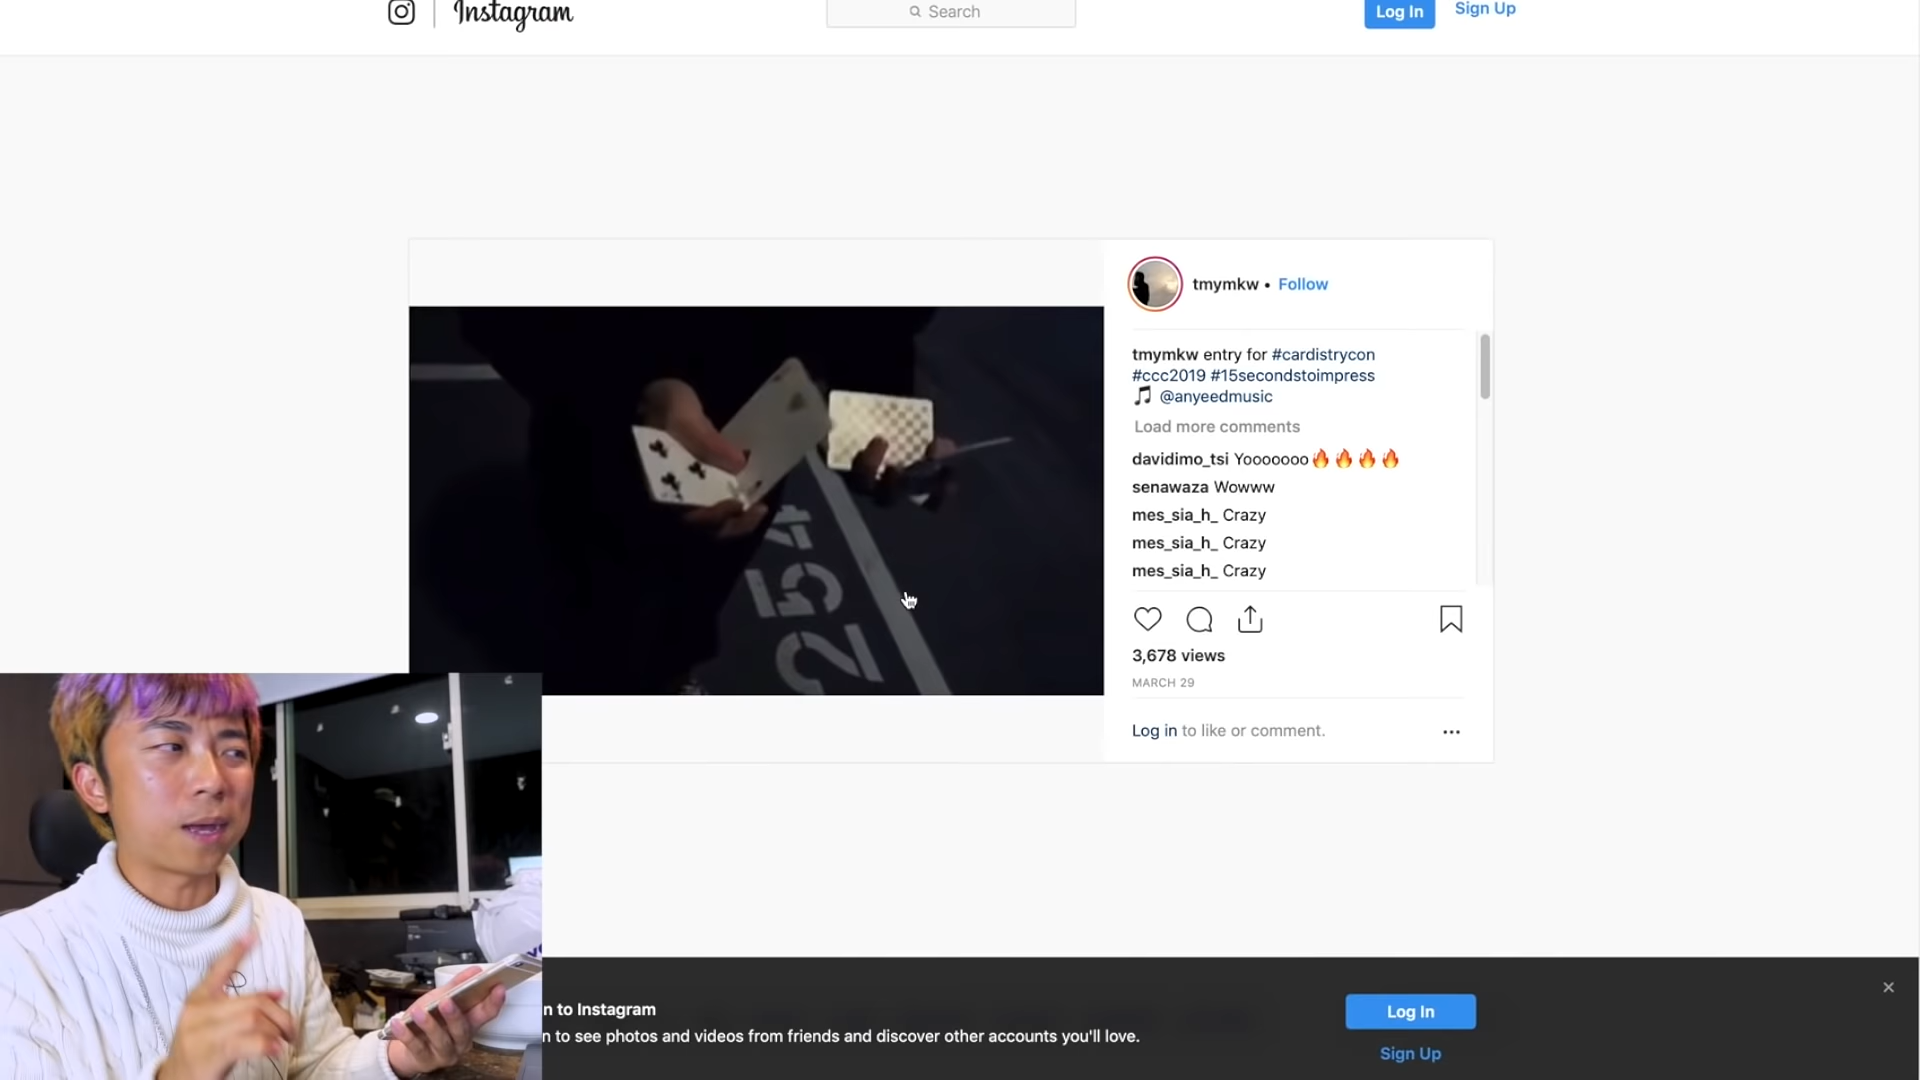 Instagram
Search
Log In
Sign Up
tmymkw • Follow
tmymkw entry for #cardistrycon
#ccc2019 #15secondstoimpress
🎵 @anyeedmusic
Load more comments
davidimo_tsi Yooooooo🔥🔥🔥🔥
senawaza Wowww
mes_sia_h_ Crazy
mes_sia_h_ Crazy
mes_sia_h_ Crazy
3,678 views
MARCH 29
Log in to like or comment.
254
n to Instagram
n to see photos and videos from friends and discover other accounts you'll love.
Log In
Sign Up